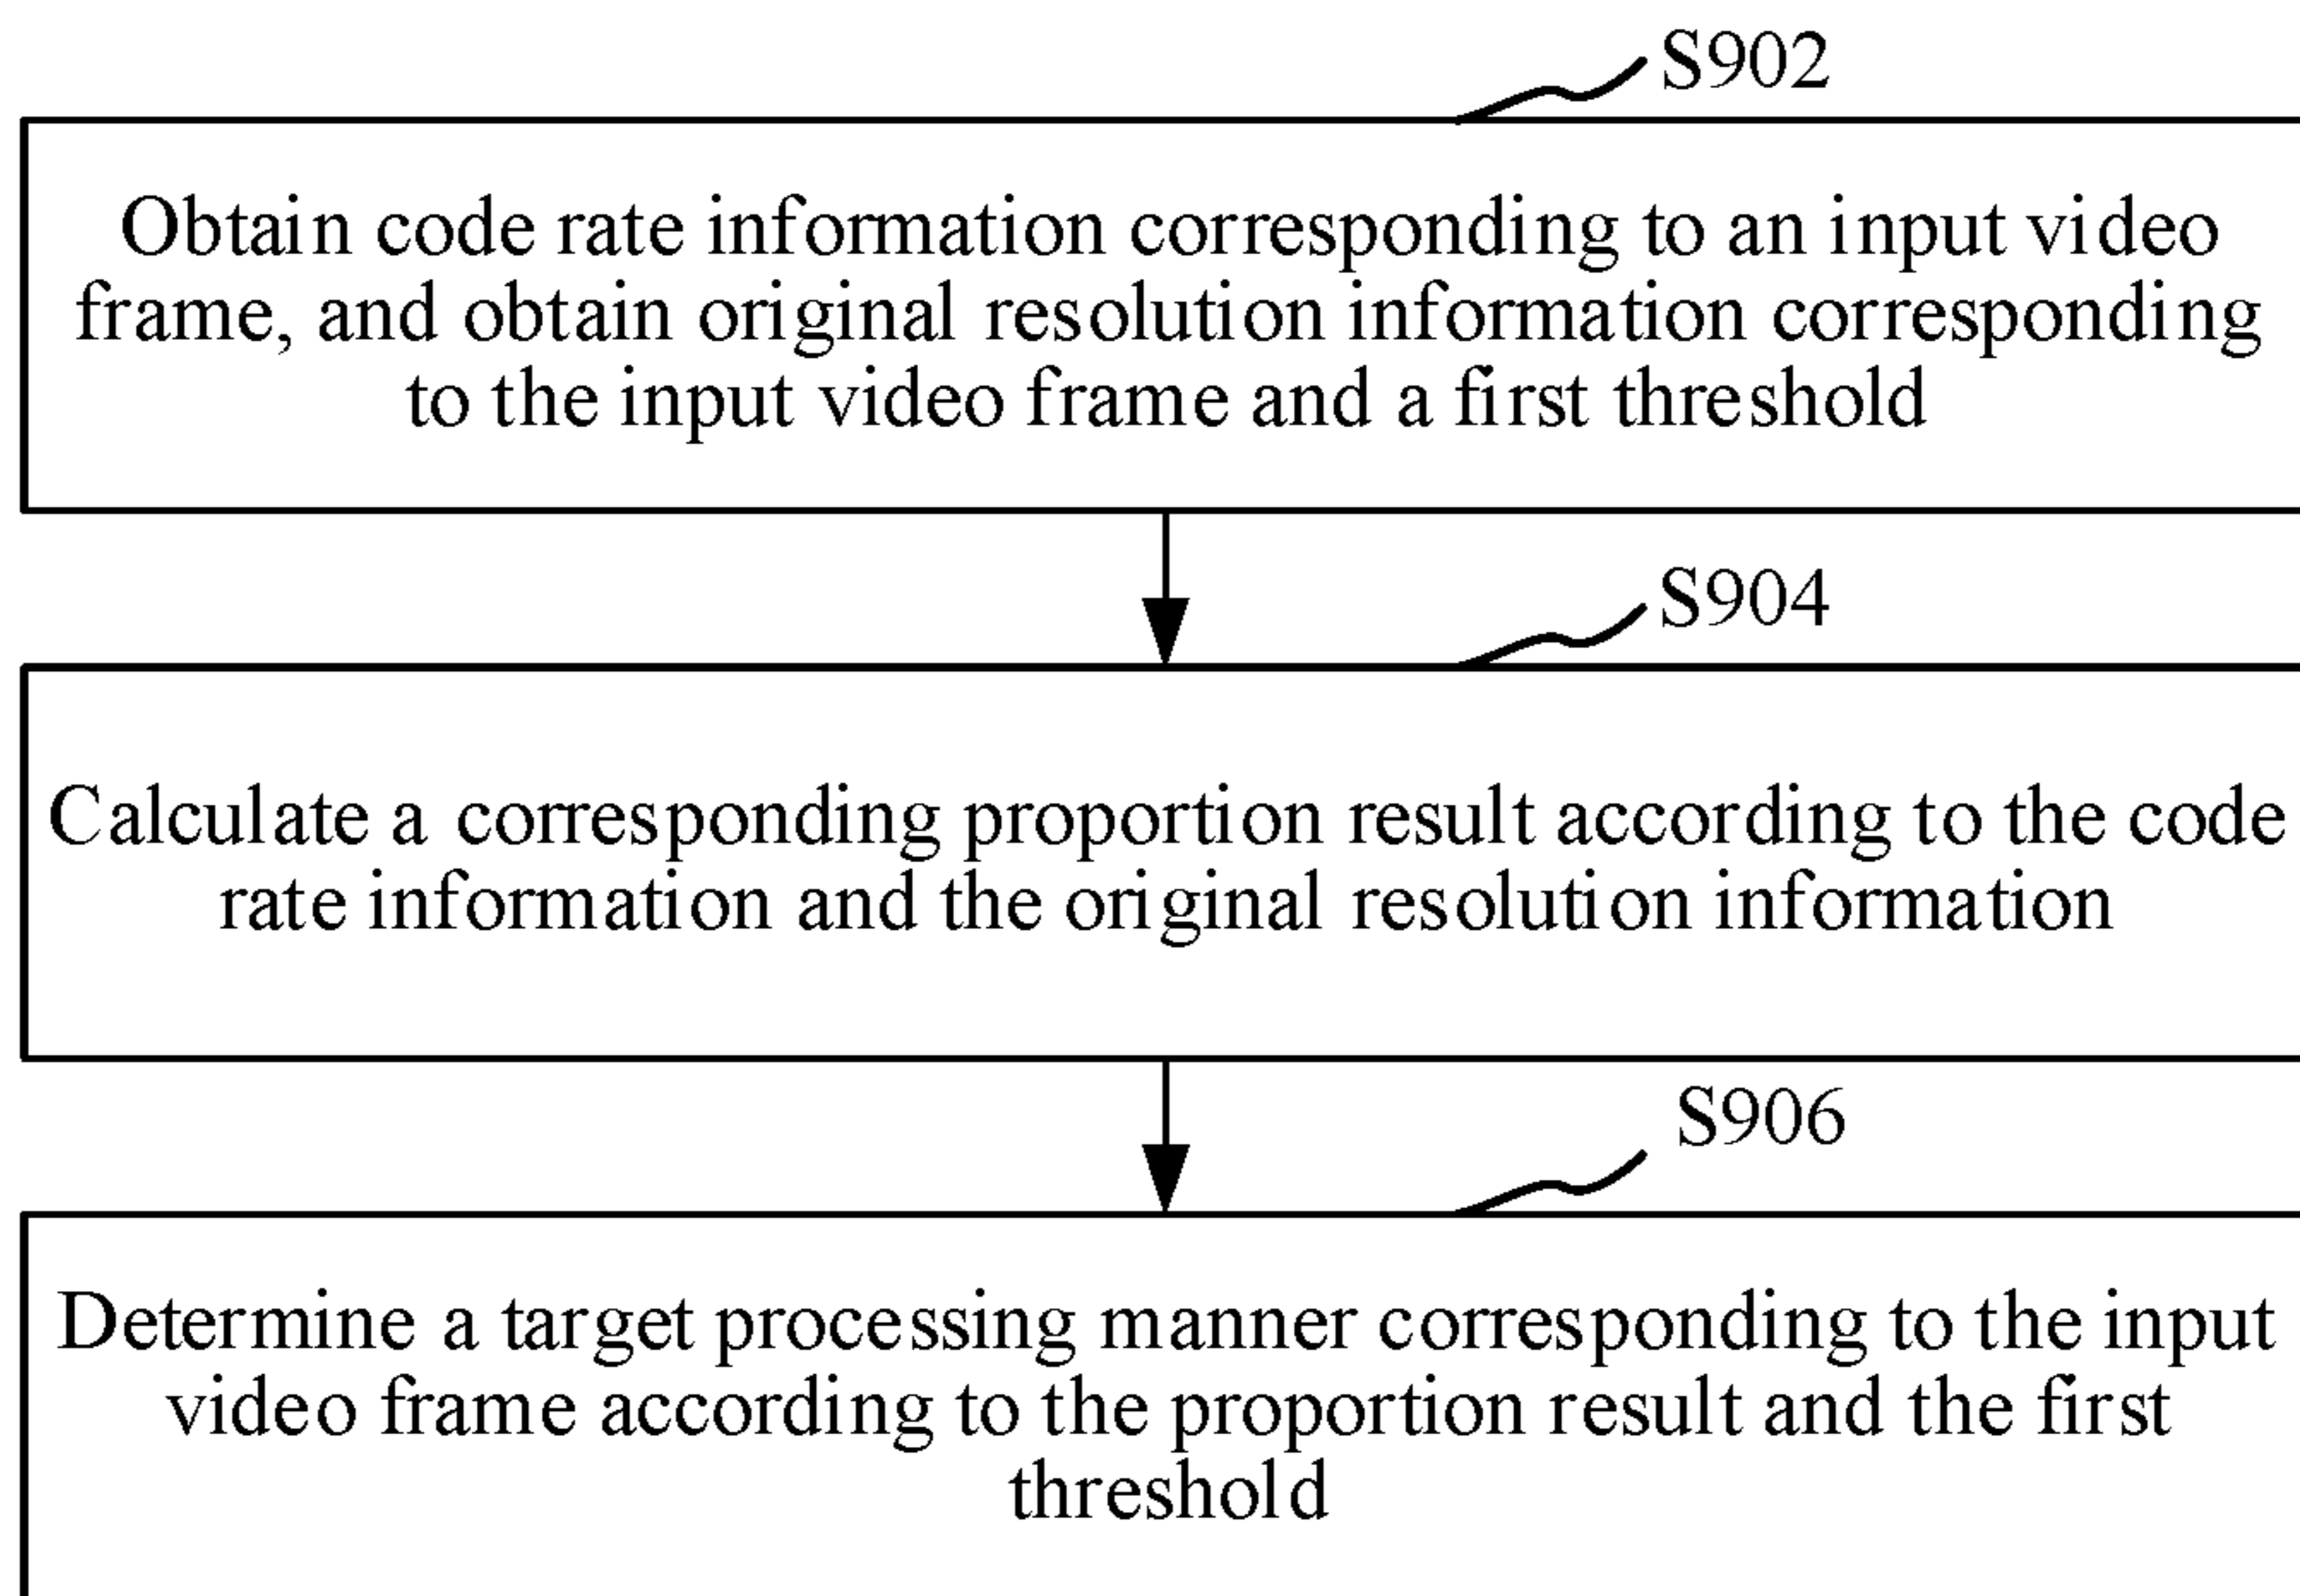 S902
Obtain code rate information corresponding to an input video
frame, and obtain original resolution information corresponding
to the input video frame and a first threshold
S904
Calculate a corresponding proportion result according to the code
rate information and the original resolution information
S906
Determine a target processing manner corresponding to the input
video frame according to the proportion result and the first
threshold